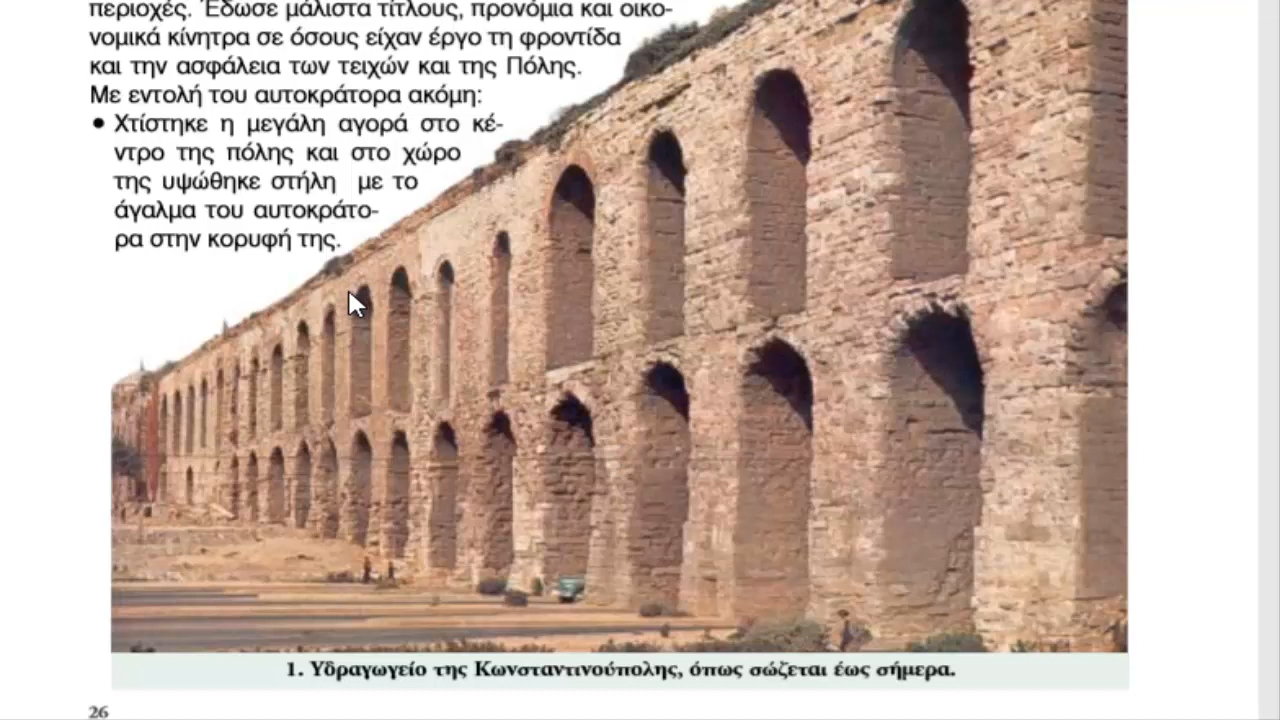 περιοχές. Έδωσε μάλιστα τίτλους, προνόμια και οικο-
νομικά κίνητρα σε όσους είχαν έργο τη φροντίδα
και την ασφάλεια των τειχών και της Πόλης.
Με εντολή του αυτοκράτορα ακόμη:
• Χτίστηκε η μεγάλη αγορά στο κέ-
ντρο της πόλης και στο χώρο
της υψώθηκε στήλη με το
άγαλμα του αυτοκράτο-
ρα στην κορυφή της.
1. Υδραγωγείο της Κωνσταντινούπολης, όπως σώζεται έως σήμερα.
26